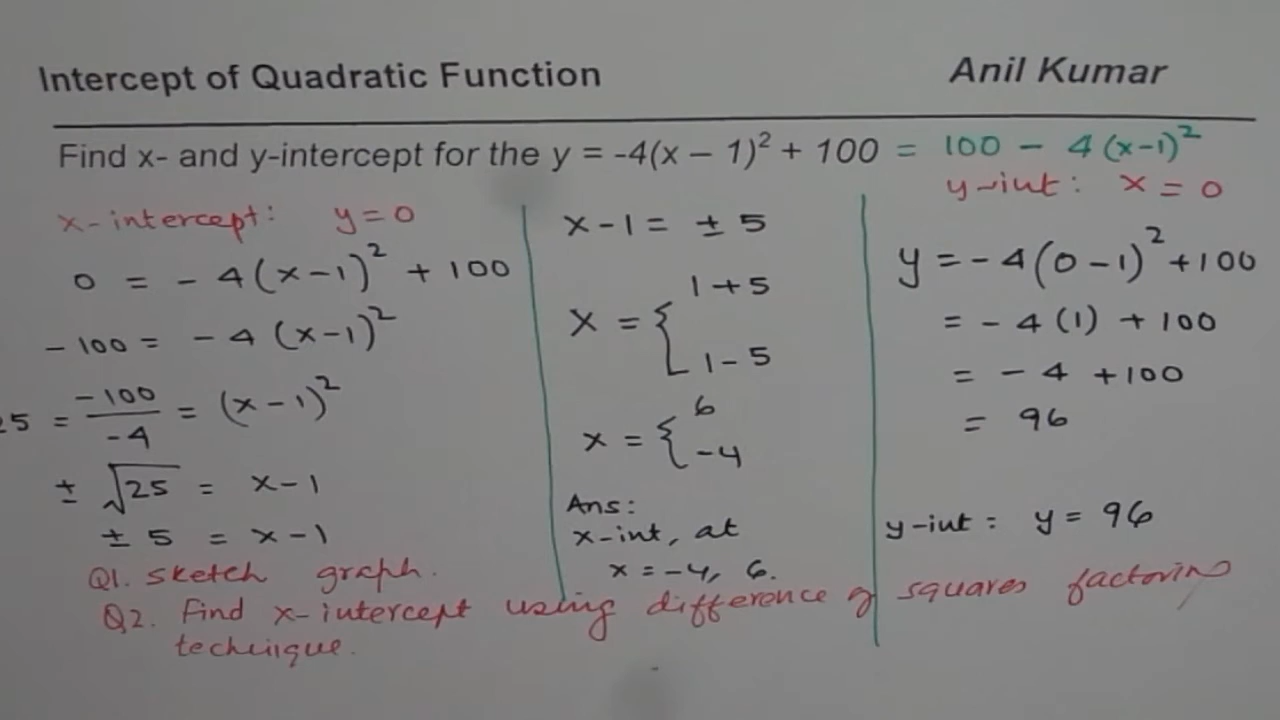 Intercept of Quadratic Function
Anil Kumar
Find x- and y-intercept for the y = -4(x – 1)² + 100 = 100 - 4(x-1)²
x-intercept: y=0
0 = -4(x-1)² + 100
-100 = -4(x-1)²
25 = -100/-4 = (x-1)²
± √25 = x-1
± 5 = x-1
x-1 = ± 5
x = { 1+5
1-5
x = { 6
-4
Ans:
x-int, at
x = -4, 6.
y-int: x = 0
y = -4(0-1)² + 100
= -4(1) + 100
= -4 + 100
= 96
y-int: y = 96
Q1. Sketch graph.
Q2. Find x-intercept using difference of squares factoring
technique.